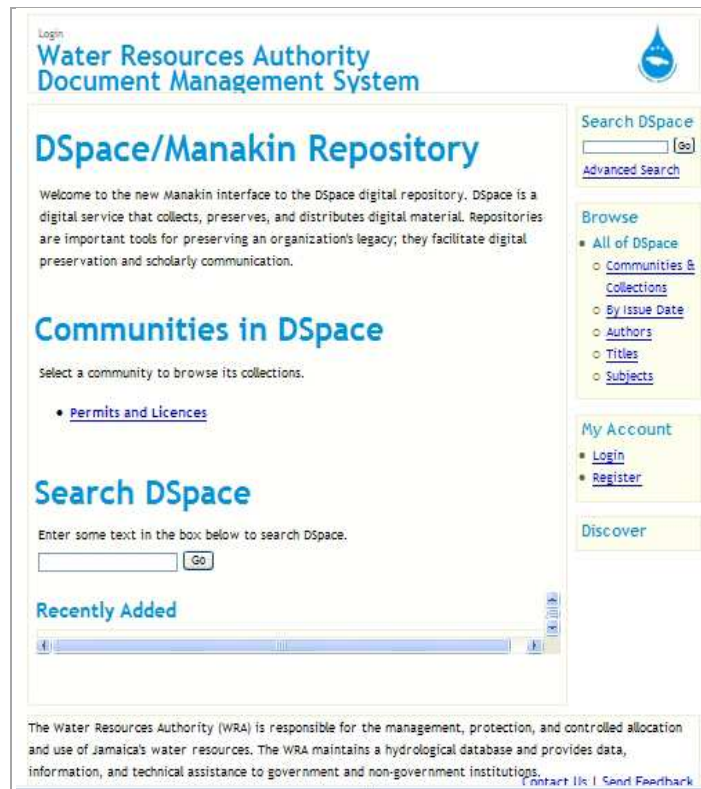 Login
Water Resources Authority
Document Management System
DSpace/Manakin Repository
Welcome to the new Manakin interface to the DSpace digital repository. DSpace is a
digital service that collects, preserves, and distributes digital material. Repositories
are important tools for preserving an organization's legacy; they facilitate digital
preservation and scholarly communication.
Communities in DSpace
Select a community to browse its collections.
• Permits and Licences
Search DSpace
Enter some text in the box below to search DSpace.
Go
Recently Added
Search DSpace
Go
Advanced Search
Browse
• All of DSpace
○ Communities &
Collections
○ By Issue Date
○ Authors
○ Titles
○ Subjects
My Account
• Login
• Register
Discover
The Water Resources Authority (WRA) is responsible for the management, protection, and controlled allocation
and use of Jamaica's water resources. The WRA maintains a hydrological database and provides data,
information, and technical assistance to government and non-government institutions.
Contact Us | Send Feedback